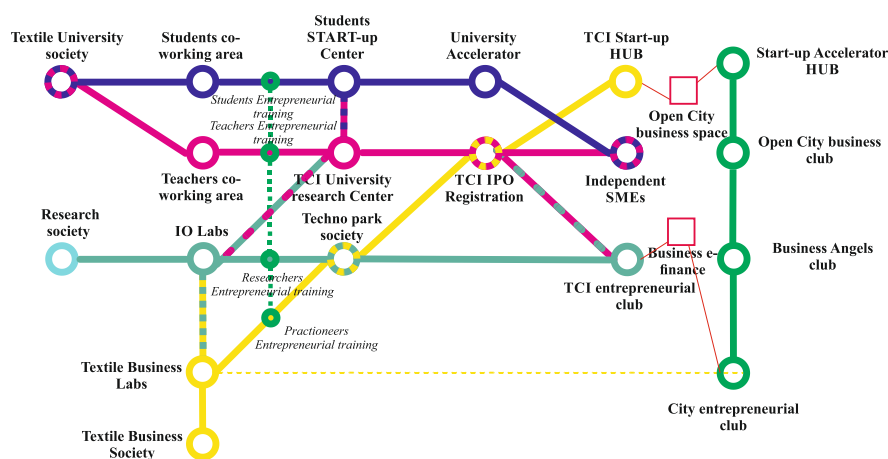 Textile University
society
Students co-
working area
Students
START-up
Center
University
Accelerator
TCI Start-up
HUB
Start-up Accelerator
HUB
Open City
business space
Students Entrepreneurial
training
Teachers Entrepreneurial
training
Open City business
club
Teachers co-
working area
TCI University
research Center
TCI IPO
Registration
Independent
SMEs
Research
society
IO Labs
Techno park
society
Business e-
finance
TCI entrepreneurial
club
Business Angels
club
Researchers
Entrepreneurial training
Practioneers
Entrepreneurial training
Textile Business
Labs
City entrepreneurial
club
Textile Business
Society